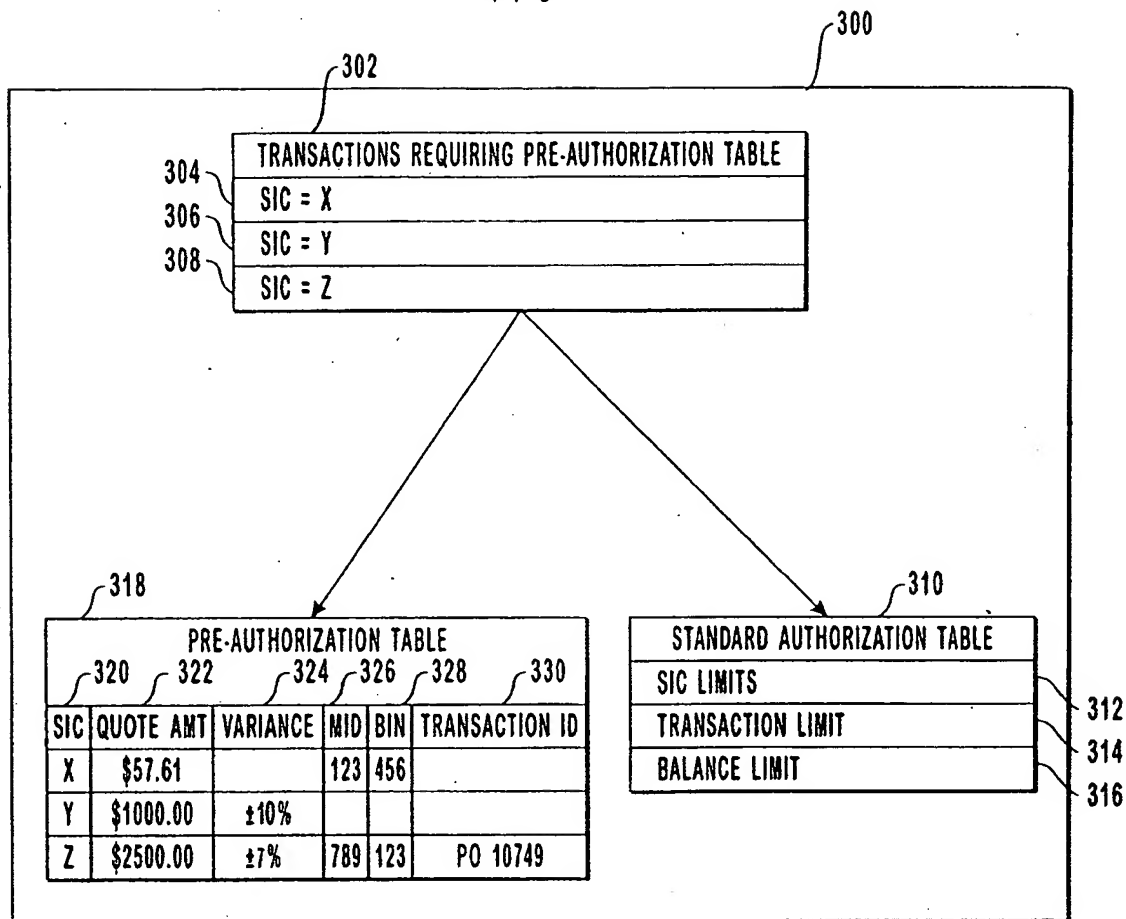 300
302
TRANSACTIONS REQUIRING PRE-AUTHORIZATION TABLE
304
SIC = X
306
SIC = Y
308
SIC = Z
318
PRE-AUTHORIZATION TABLE
320 322 324 326 328 330
SIC QUOTE AMT VARIANCE MID BIN TRANSACTION ID
X $57.61 123 456
Y $1000.00 ±10%
Z $2500.00 ±7% 789 123 PO 10749
310
STANDARD AUTHORIZATION TABLE
SIC LIMITS
312
TRANSACTION LIMIT
314
BALANCE LIMIT
316